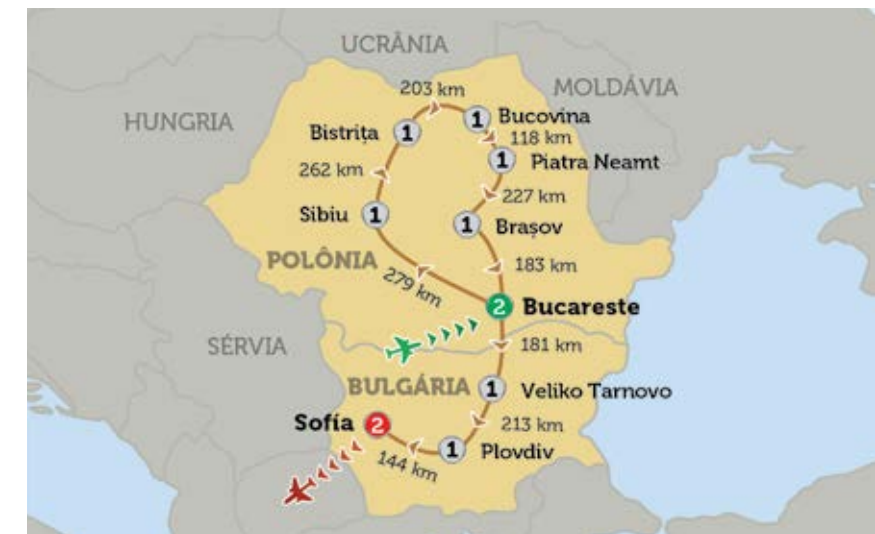 UCRÂNIA
203 km
MOLDÁVIA
HUNGRIA
1
Bucovina
Bistrița
1
118 km
262 km
1
Piatra Neamt
227 km
Sibiu
1
1
Brașov
POLÔNIA
279 km
183 km
2
Bucareste
SÉRVIA
181 km
BULGÁRIA
1
Veliko Tarnovo
Sofía
2
213 km
144 km
1
Plovdiv